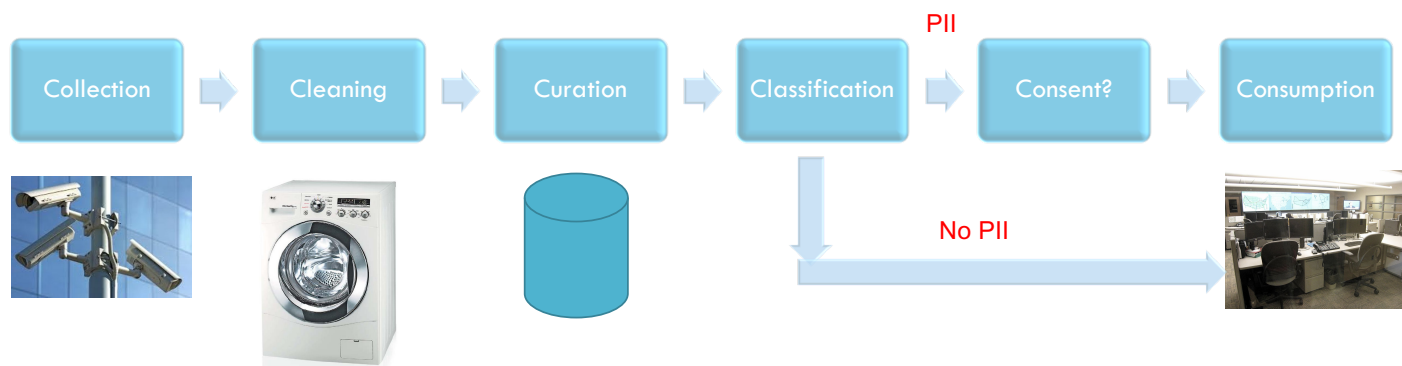 PII
Collection
Cleaning
Curation
Classification
Consent?
Consumption
No PII